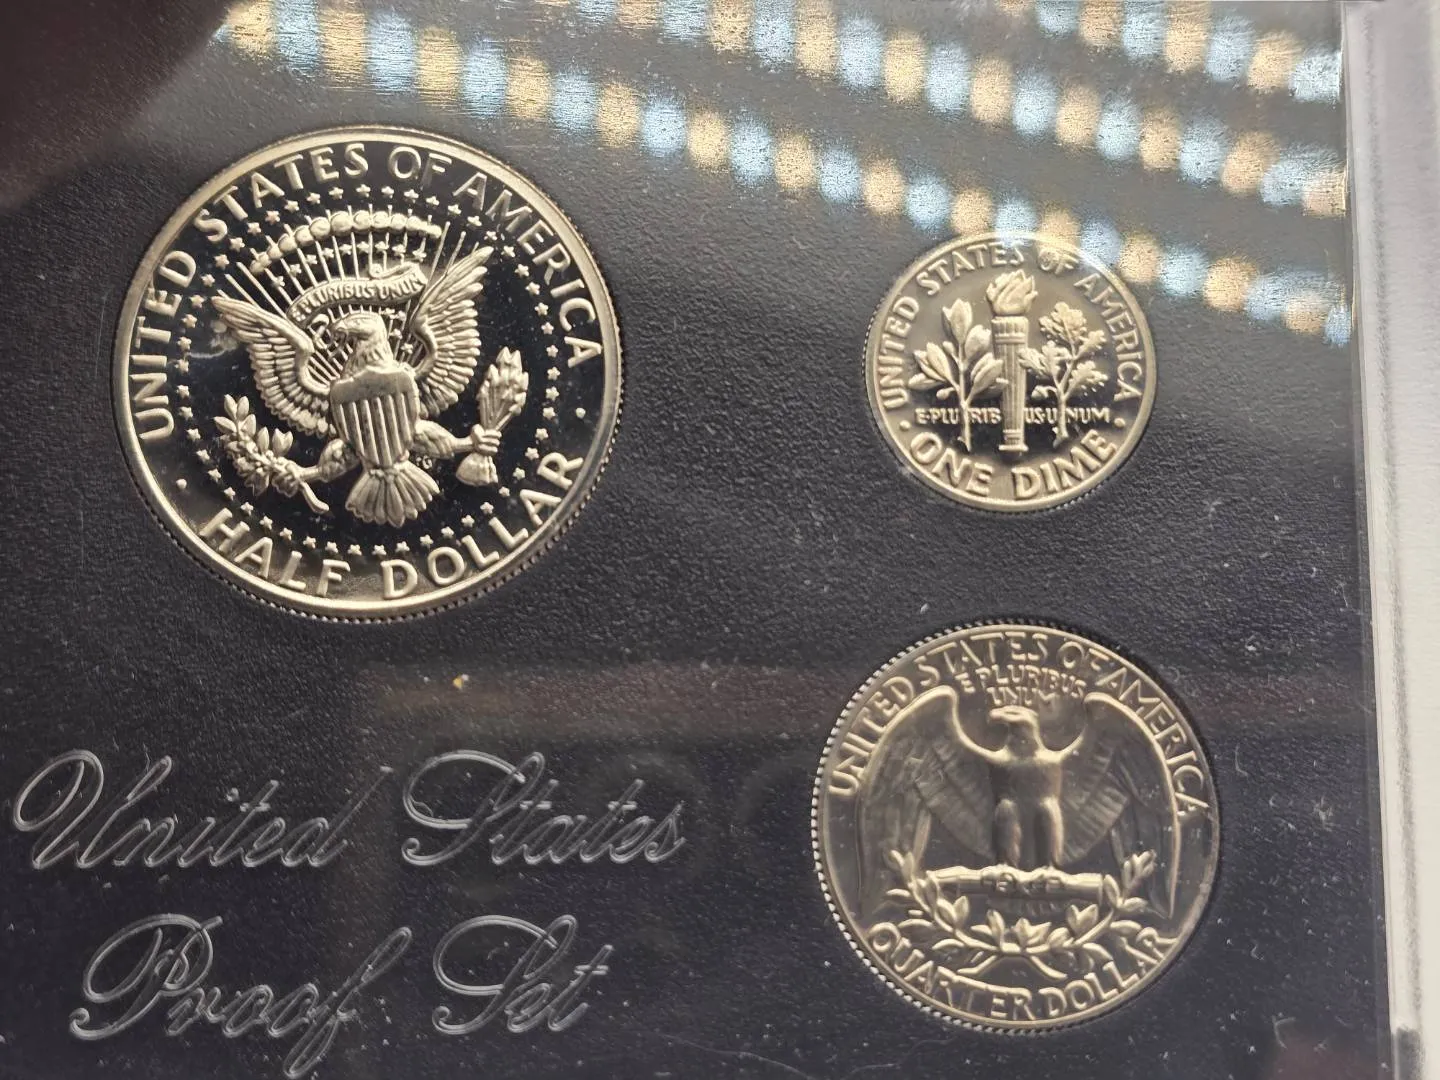 UNITED STATES OF AMERICA
E PLURIBUS UNUM
FG
HALF DOLLAR
UNITED STATES OF AMERICA
E·PLURIBUS·UNUM
ONE DIME
UNITED STATES OF AMERICA
E PLURIBUS
UNUM
QUARTER DOLLAR
United States
Proof Set